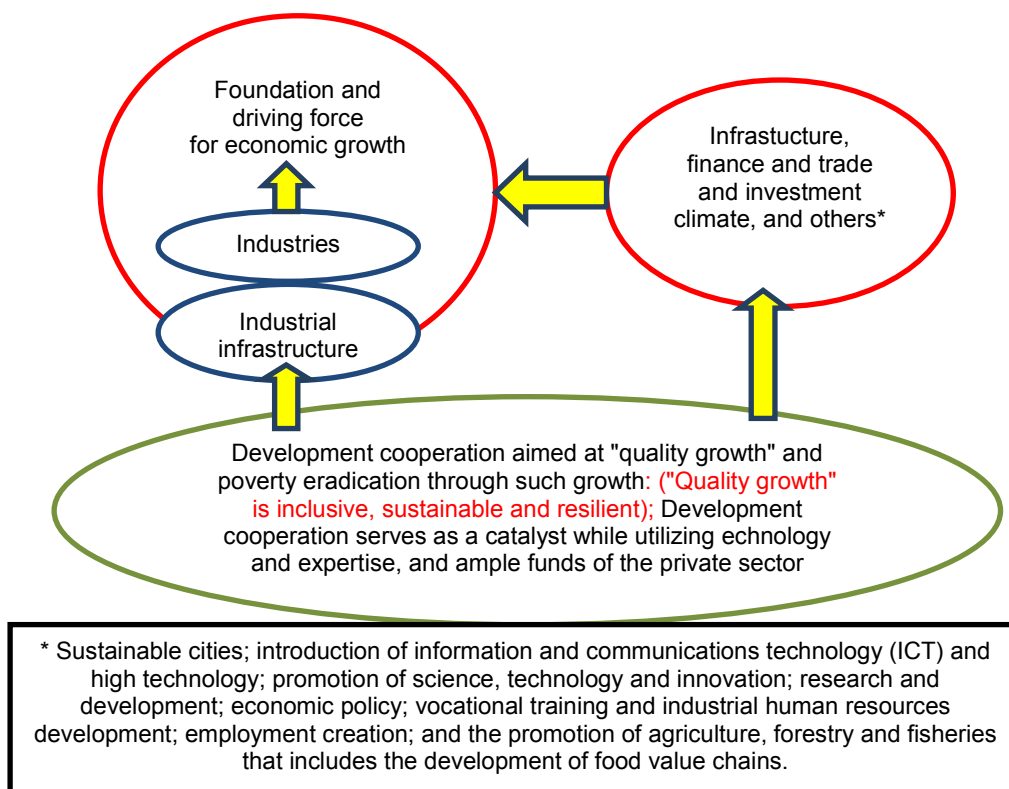 Foundation and
driving force
for economic growth
Industries
Industrial
infrastructure
Infrastucture,
finance and trade
and investment
climate, and others*
Development cooperation aimed at "quality growth" and
poverty eradication through such growth: ("Quality growth"
is inclusive, sustainable and resilient); Development
cooperation serves as a catalyst while utilizing echnology
and expertise, and ample funds of the private sector
* Sustainable cities; introduction of information and communications technology (ICT) and
high technology; promotion of science, technology and innovation; research and
development; economic policy; vocational training and industrial human resources
development; employment creation; and the promotion of agriculture, forestry and fisheries
that includes the development of food value chains.